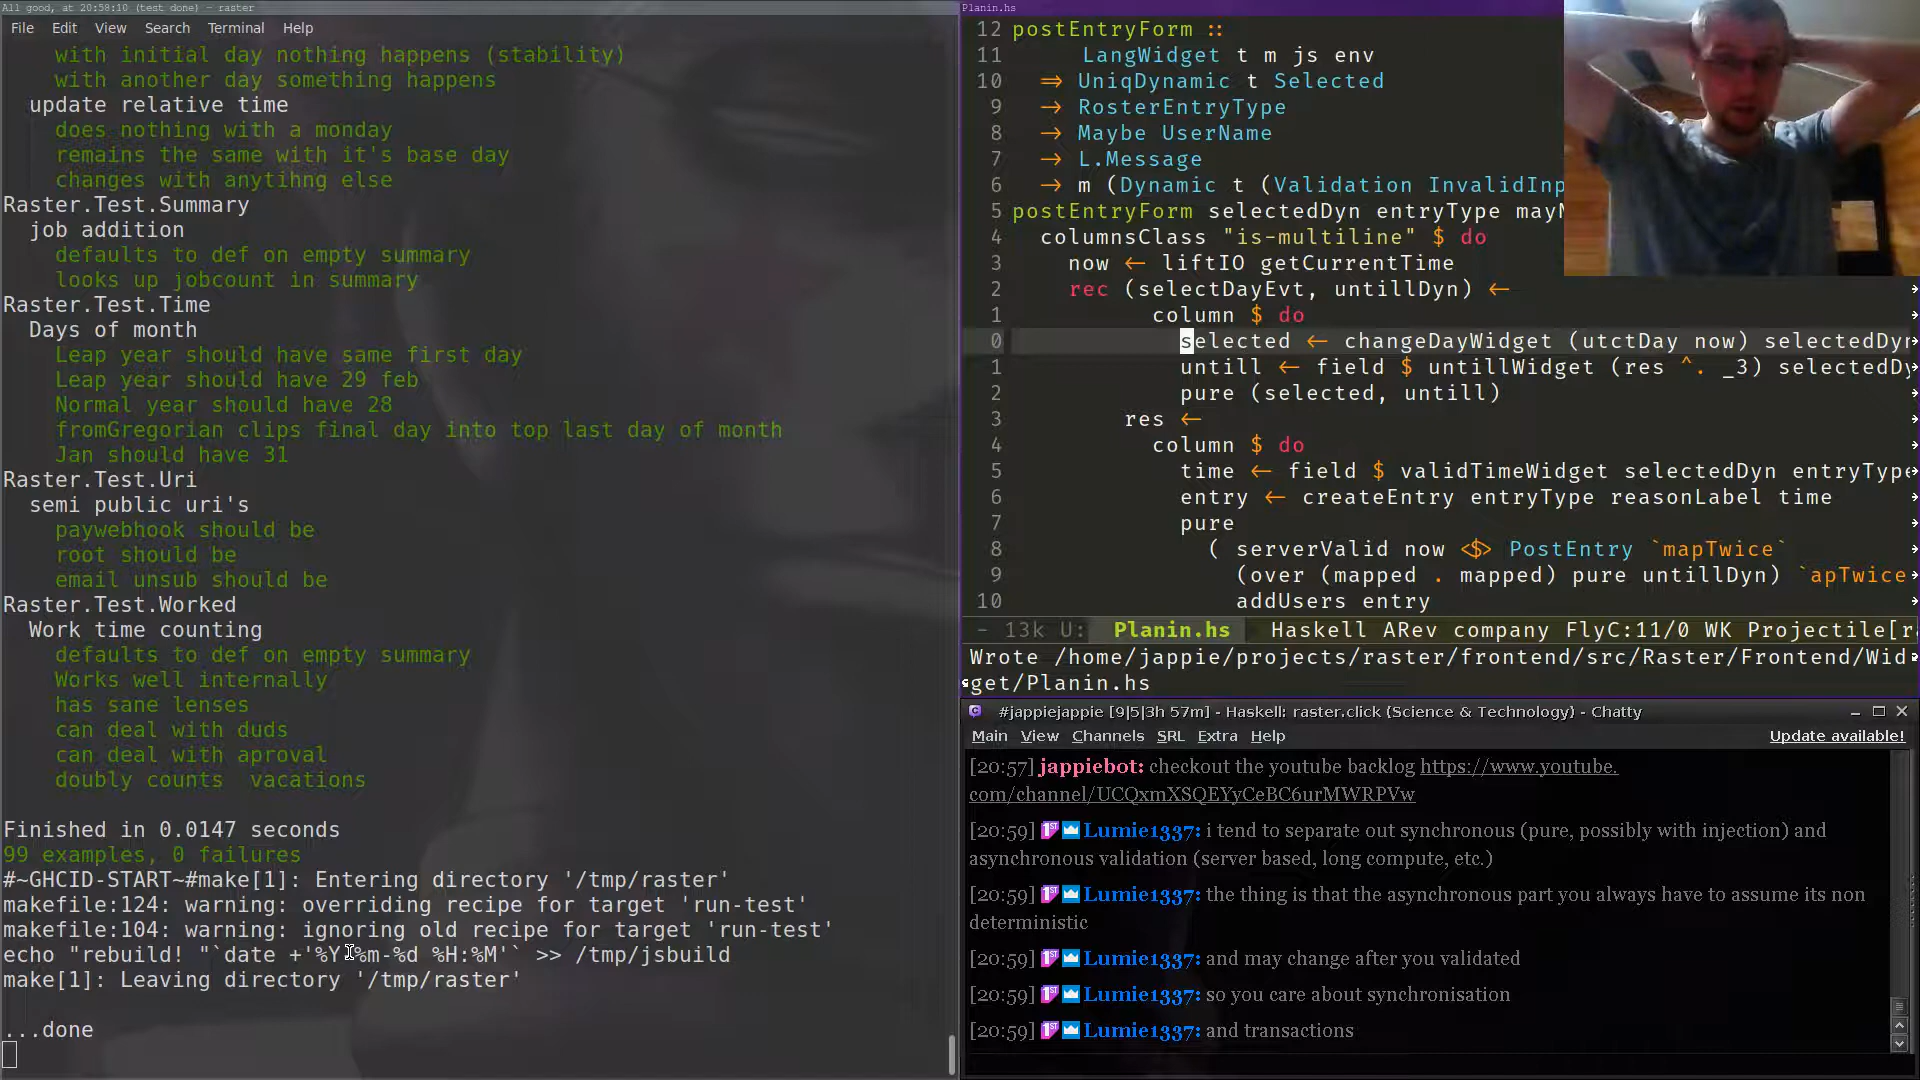 All good, at 20:58:10 (test done) - raster
File Edit View Search Terminal Help
with initial day nothing happens (stability)
with another day something happens
update relative time
does nothing with a monday
remains the same with it's base day
changes with anytihng else
Raster.Test.Summary
job addition
defaults to def on empty summary
looks up jobcount in summary
Raster.Test.Time
Days of month
Leap year should have same first day
Leap year should have 29 feb
Normal year should have 28
fromGregorian clips final day into top last day of month
Jan should have 31
Raster.Test.Uri
semi public uri's
paywebhook should be
root should be
email unsub should be
Raster.Test.Worked
Work time counting
defaults to def on empty summary
Works well internally
has sane lenses
can deal with duds
can deal with aproval
doubly counts  vacations
Finished in 0.0147 seconds
99 examples, 0 failures
#~GHCID-START~#make[1]: Entering directory '/tmp/raster'
makefile:124: warning: overriding recipe for target 'run-test'
makefile:104: warning: ignoring old recipe for target 'run-test'
echo "rebuild! "`date +'%Y-%m-%d %H:%M'` >> /tmp/jsbuild
make[1]: Leaving directory '/tmp/raster'
...done
Planin.hs
12 postEntryForm ::
11 LangWidget t m js env
10 ⇒ UniqDynamic t Selected
9 → RosterEntryType
8 → Maybe UserName
7 → L.Message
6 → m (Dynamic t (Validation InvalidInp
5 postEntryForm selectedDyn entryType mayN
4 columnsClass "is-multiline" $ do
3 now ← liftIO getCurrentTime
2 rec (selectDayEvt, untillDyn) ←
1 column $ do
0 selected ← changeDayWidget (utctDay now) selectedDyn
1 untill ← field $ untillWidget (res ^. _3) selectedDy
2 pure (selected, untill)
3 res ←
4 column $ do
5 time ← field $ validTimeWidget selectedDyn entryType
6 entry ← createEntry entryType reasonLabel time
7 pure
8 ( serverValid now <$> PostEntry `mapTwice`
9 (over (mapped . mapped) pure untillDyn) `apTwice
10 addUsers entry
- 13k U: Planin.hs Haskell ARev company FlyC:11/0 WK Projectile[r
Wrote /home/jappie/projects/raster/frontend/src/Raster/Frontend/Wid
get/Planin.hs
#jappiejappie [9|5|3h 57m] - Haskell: raster.click (Science & Technology) - Chatty
Main View Channels SRL Extra Help Update available!
[20:57] jappiebot: checkout the youtube backlog https://www.youtube.
com/channel/UCQxmXSQEYyCeBC6urMWRPVw
[20:59] Lumie1337: i tend to separate out synchronous (pure, possibly with injection) and
asynchronous validation (server based, long compute, etc.)
[20:59] Lumie1337: the thing is that the asynchronous part you always have to assume its non
deterministic
[20:59] Lumie1337: and may change after you validated
[20:59] Lumie1337: so you care about synchronisation
[20:59] Lumie1337: and transactions